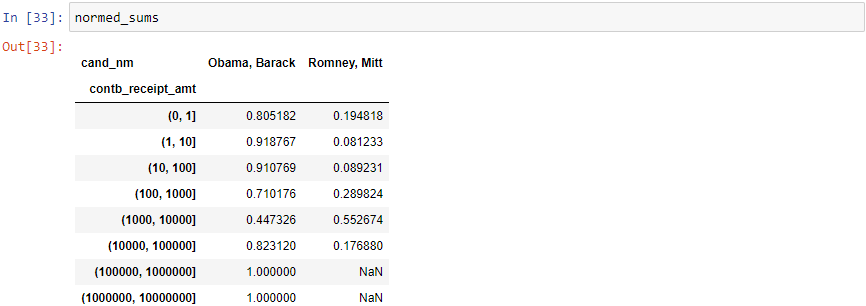 In [33]: normed_sums
Out[33]:
cand_nm Obama, Barack Romney, Mitt
contb_receipt_amt
(0, 1] 0.805182 0.194818
(1, 10] 0.918767 0.081233
(10, 100] 0.910769 0.089231
(100, 1000] 0.710176 0.289824
(1000, 10000] 0.447326 0.552674
(10000, 100000] 0.823120 0.176880
(100000, 1000000] 1.000000 NaN
(1000000, 10000000] 1.000000 NaN